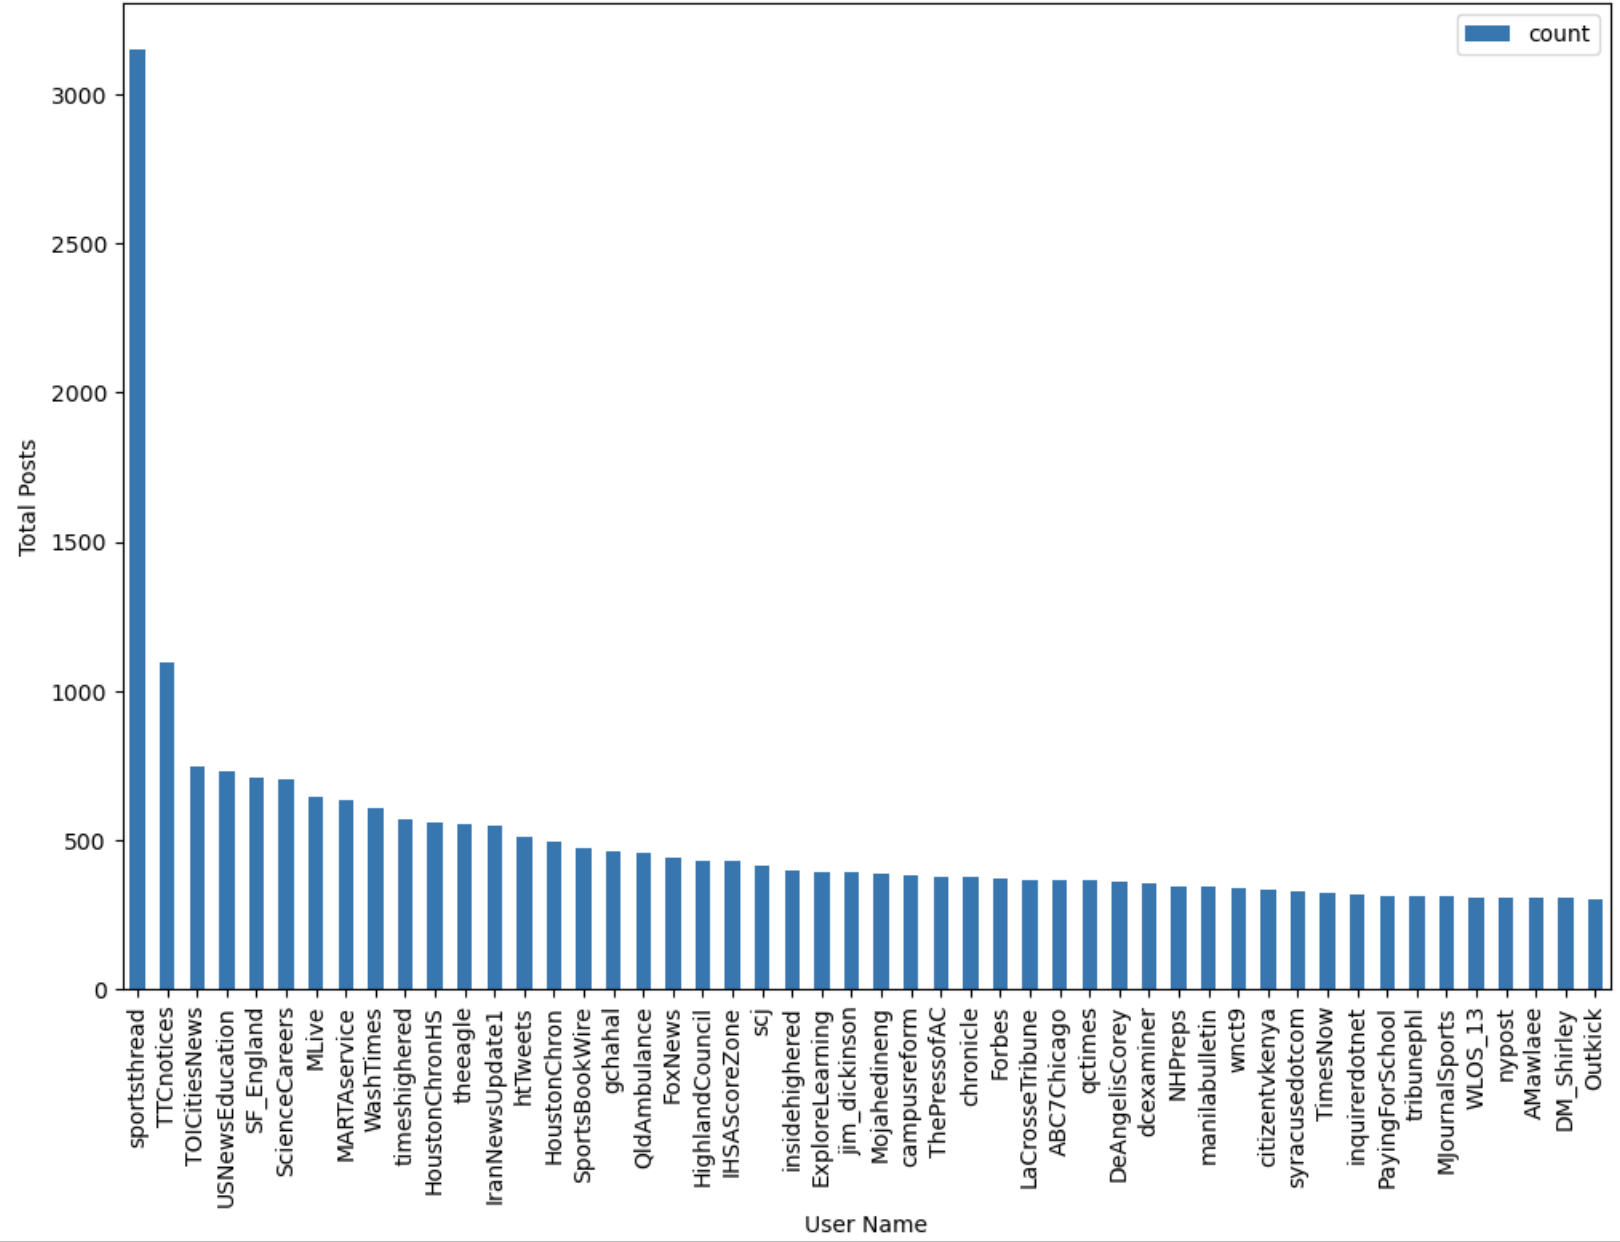 count
3000
2500
2000
1500
1000
500
0
Total Posts
sportsthread
TTCnotices
TOICitiesNews
USNewsEducation
SF_England
ScienceCareers
MLive
MARTAservice
WashTimes
timeshighered
HoustonChronHS
theeagle
IranNewsUpdate1
htTweets
HoustonChron
SportsBookWire
gchahal
QldAmbulance
FoxNews
HighlandCouncil
IHSAScoreZone
scj
insidehighered
ExploreLearning
jim_dickinson
Mojahedineng
campusreform
ThePressofAC
chronicle
Forbes
LaCrosseTribune
ABC7Chicago
qctimes
DeAngelisCorey
dcexaminer
NHPreps
manilabulletin
wnct9
citizentvkenya
syracusedotcom
TimesNow
inquirerdotnet
PayingForSchool
tribunephl
MJournalSports
WLOS_13
nypost
AMawlaee
DM_Shirley
Outkick
User Name